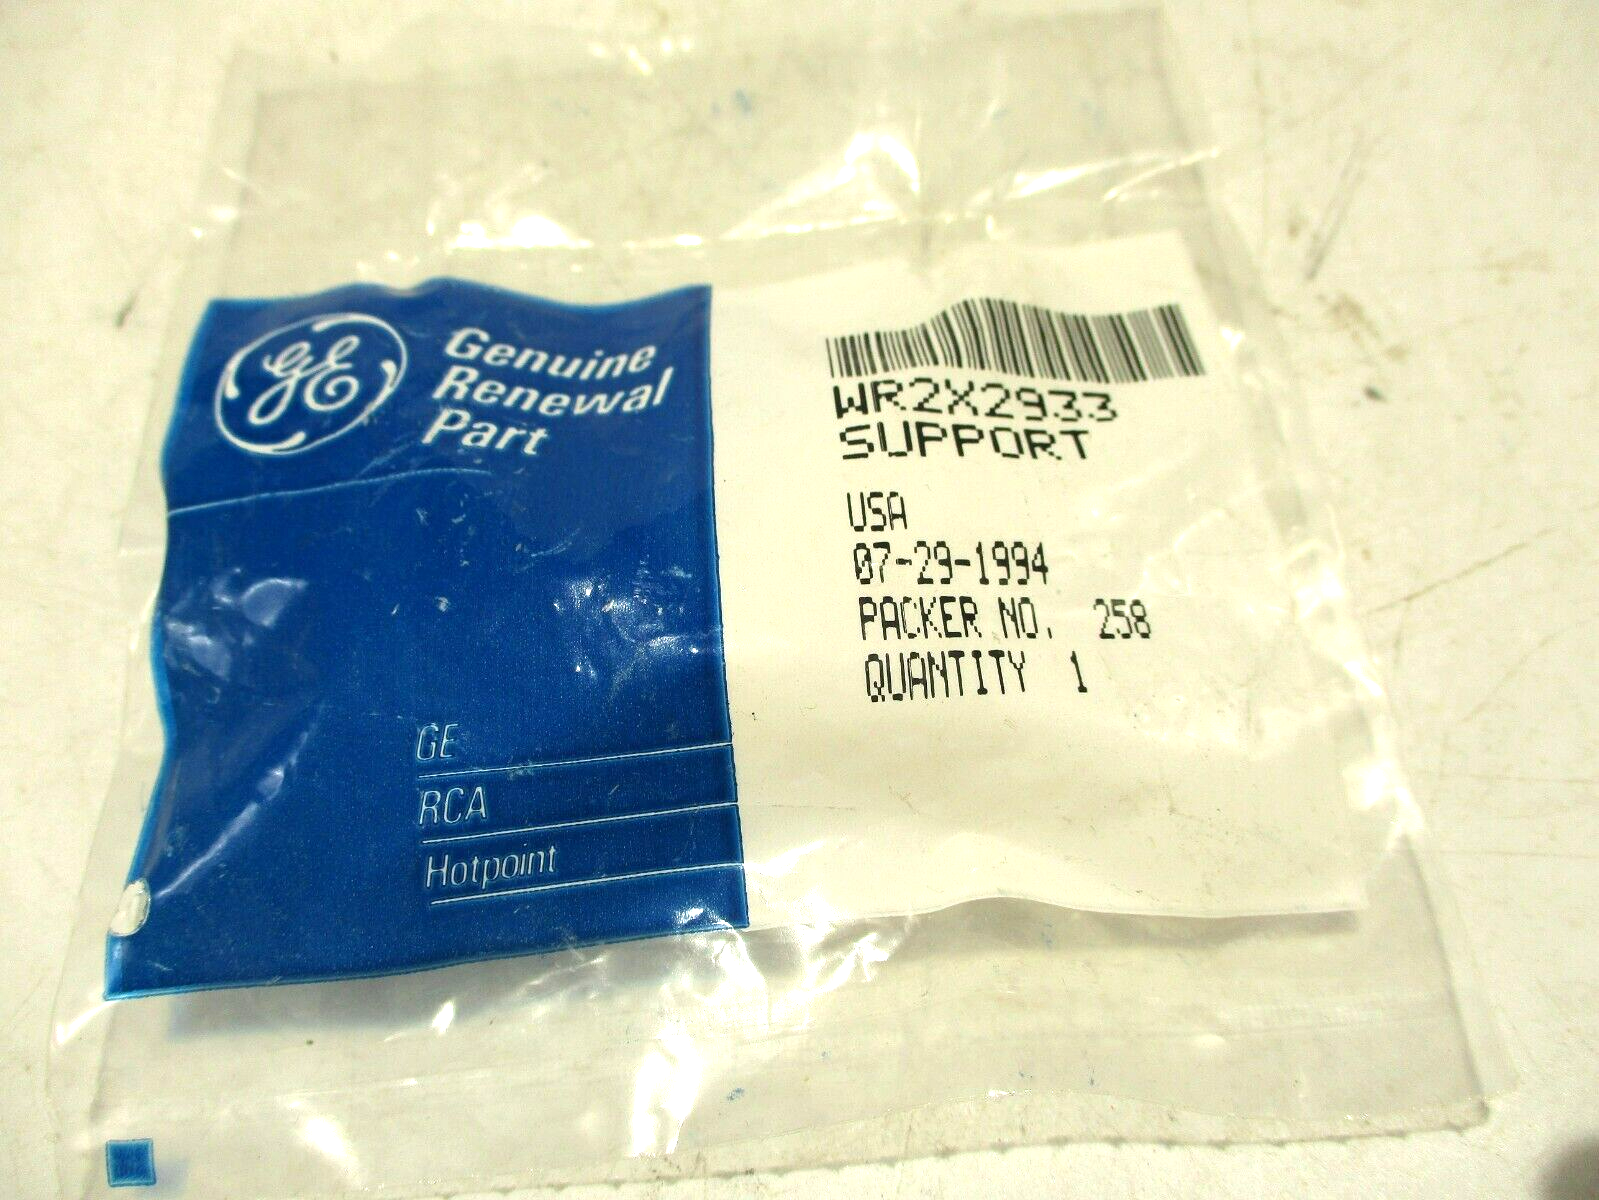 GE
Genuine
Renewal
Part
GE
RCA
Hotpoint
WR2X2933
SUPPORT
USA
07-29-1994
PACKER NO. 258
QUANTITY 1